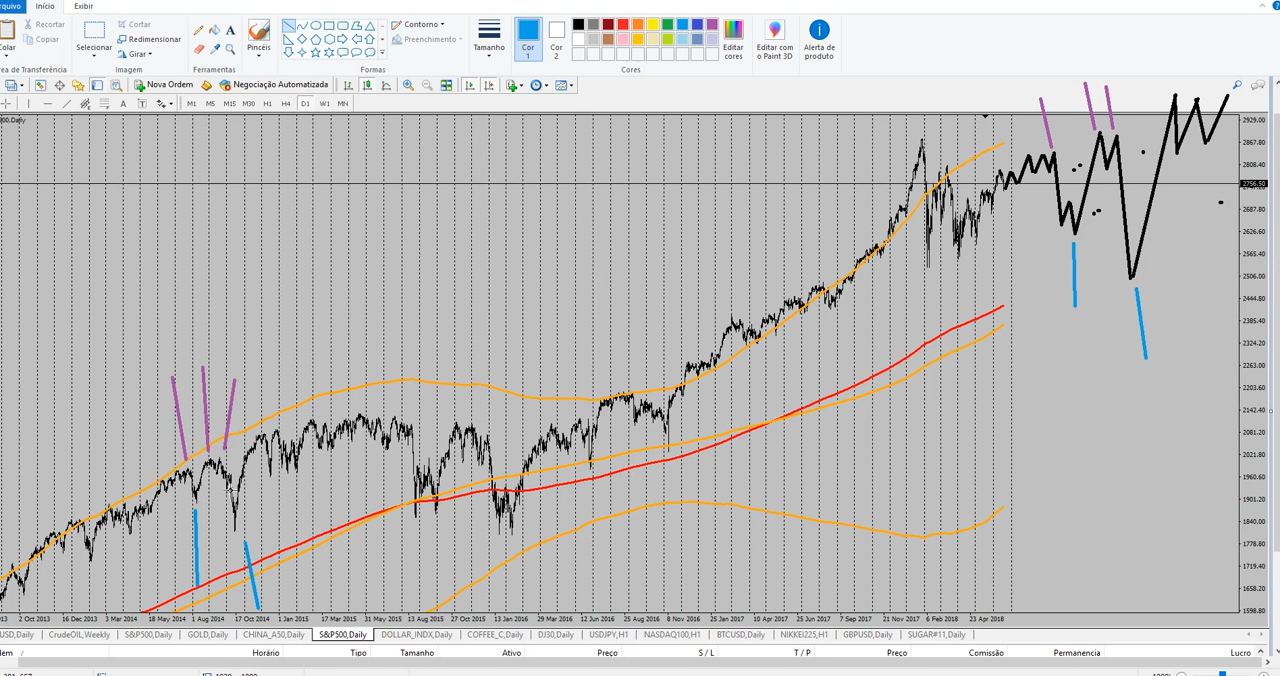 rquivo Início Exibir
Recortar
Copiar
Colar
rea de Transferência
Selecionar
Cortar
Redimensionar
Girar
Imagem
Ferramentas
Pincéis
Formas
Contorno
Preenchimento
Tamanho
Cor 1
Cor 2
Editar cores
Cores
Editar com o Paint 3D
Alerta de produto
Nova Ordem Negociação Automatizada
A T M1 M5 M15 M30 H1 H4 D1 W1 MN
00,Daily
2929.00
2867.80
2806.40
2756.50
2687.80
2626.60
2565.40
2506.00
2444.80
2385.40
2324.20
2263.00
2203.60
2142.40
2081.20
2021.80
1960.60
1901.20
1840.00
1778.80
1719.40
1658.20
1598.80
013 2 Oct 2013 16 Dec 2013 3 Mar 2014 18 May 2014 1 Aug 2014 17 Oct 2014 1 Jan 2015 17 Mar 2015 31 May 2015 13 Aug 2015 27 Oct 2015 13 Jan 2016 29 Mar 2016 12 Jun 2016 25 Aug 2016 8 Nov 2016 25 Jan 2017 10 Apr 2017 25 Jun 2017 7 Sep 2017 21 Nov 2017 6 Feb 2018 23 Apr 2018
USD,Daily CrudeOIL,Weekly S&P500,Daily GOLD,Daily CHINA_A50,Daily S&P500,Daily DOLLAR_INDX,Daily COFFEE_C,Daily DJ30,Daily USDJPY,H1 NASDAQ100,H1 BTCUSD,Daily NIKKEI225,H1 GBPUSD,Daily SUGAR#11,Daily
dem / Horário Tipo Tamanho Ativo Preço S / L T / P Preço Comissão Permanencia Lucro